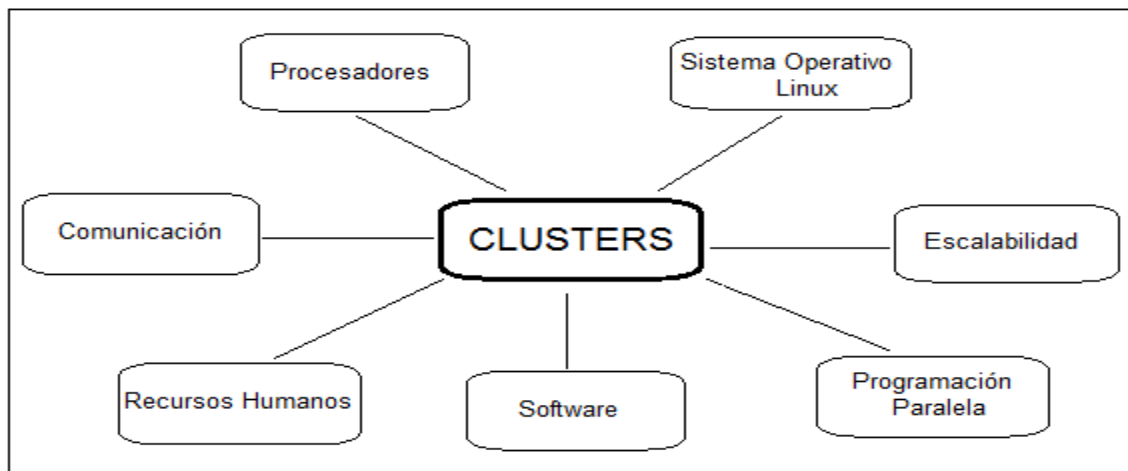 Procesadores
Sistema Operativo
Linux
Comunicación
CLUSTERS
Escalabilidad
Recursos Humanos
Software
Programación
Paralela